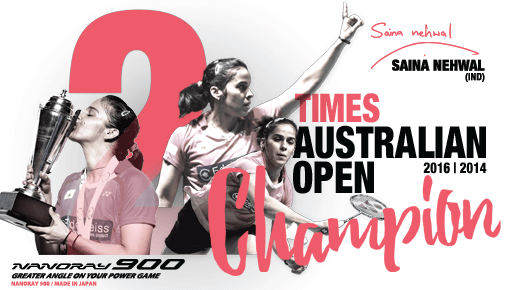 Saina nehwal
SAINA NEHWAL
(IND)
2
TIMES
AUSTRALIAN
OPEN
2016 | 2014
Champion
NANORAY 900
GREATER ANGLE ON YOUR POWER GAME
NANORAY 900 / MADE IN JAPAN